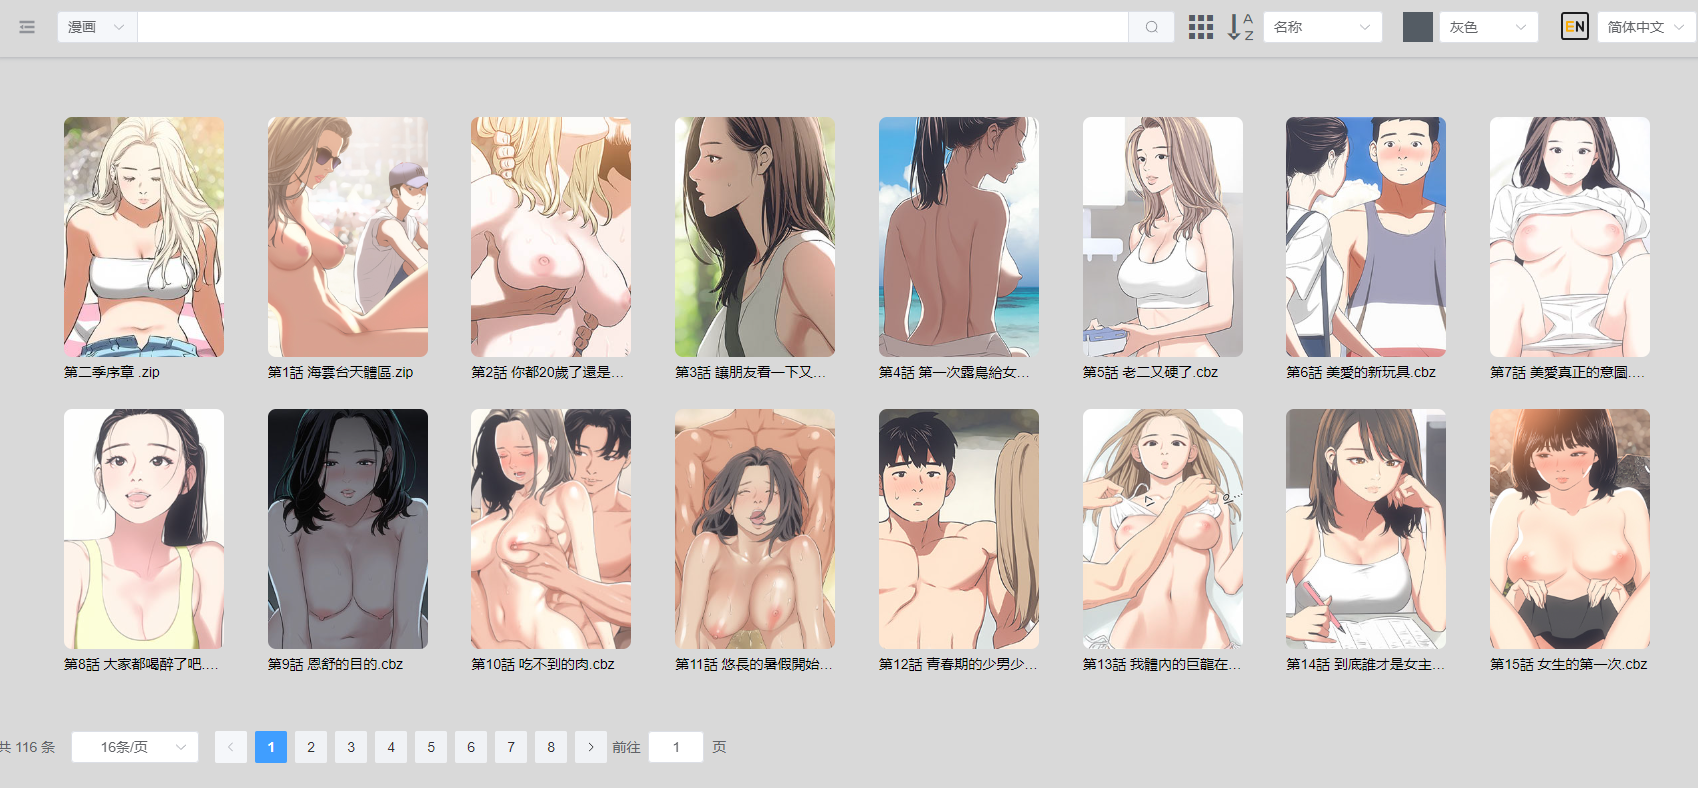 漫画
A
Z
名称
灰色
EN
简体中文
第二季序章 .zip
第1話 海雲台天體區.zip
第2話 你都20歲了還是…
第3話 讓朋友看一下又…
第4話 第一次露鳥給女…
第5話 老二又硬了.cbz
第6話 美愛的新玩具.cbz
第7話 美愛真正的意圖.…
第8話 大家都喝醉了吧.…
第9話 恩舒的目的.cbz
第10話 吃不到的肉.cbz
第11話 悠長的暑假開始…
第12話 青春期的少男少…
第13話 我體內的巨龍在…
第14話 到底誰才是女主…
第15話 女生的第一次.cbz
共 116 条
16条/页
1 2 3 4 5 6 7 8
前往 1 页